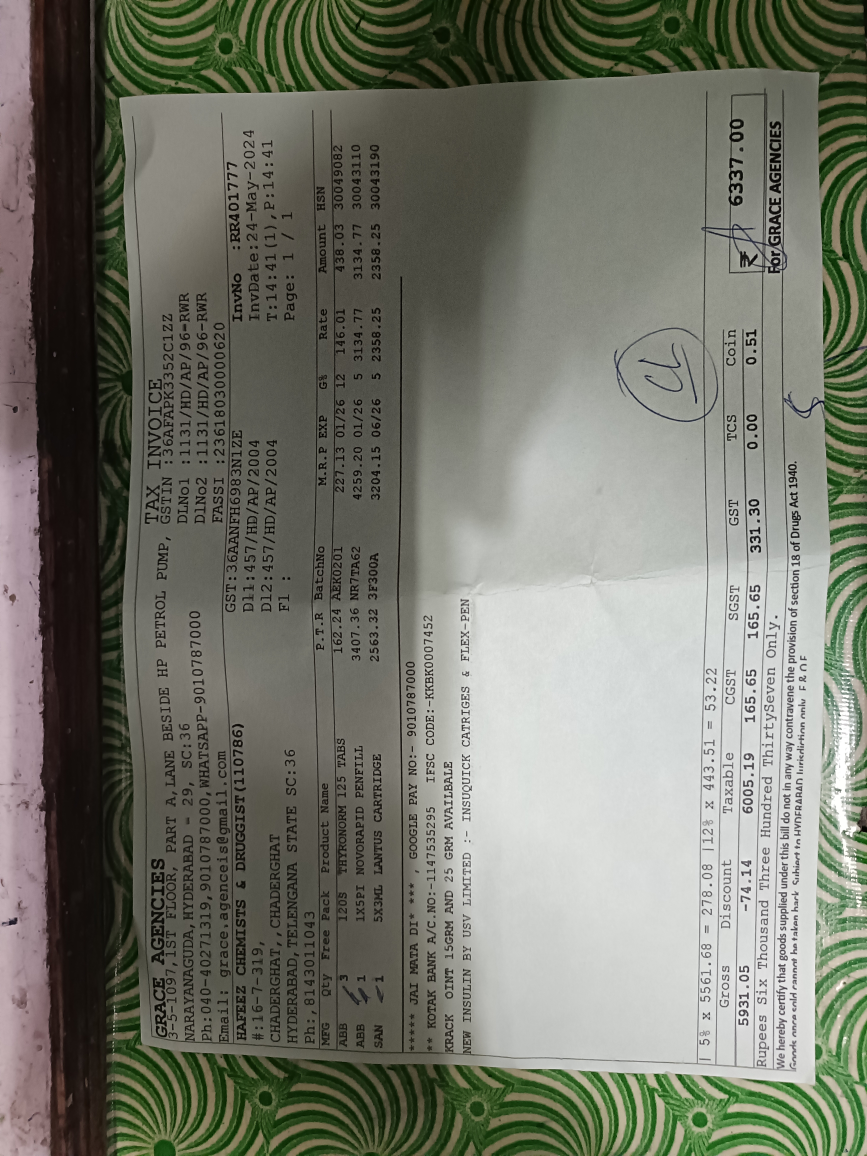 TAX INVOICE
GRACE AGENCIES
3-5-1097,1ST FLOOR, PART A,LANE BESIDE HP PETROL PUMP, GSTIN :36AFAPK3352C1ZZ
NARAYANAGUDA,HYDERABAD - 29, SC:36 DLNo1 :1131/HD/AP/96-RWR
Ph:040-40271319,9010787000,WHATSAPP-9010787000 DlNo2 :1131/HD/AP/96-RWR
Email: grace.agenceis@gmail.com FASSI :23618030000620
HAFEEZ CHEMISTS & DRUGGIST(110786) GST:36AANFH6983N1ZE InvNo :RR401777
#:16-7-319, Dl1:457/HD/AP/2004 InvDate:24-May-2024
CHADERGHAT,,CHADERGHAT Dl2:457/HD/AP/2004 T:14:41(1),P:14:41
HYDERABAD,TELENGANA STATE SC:36 Fl : Page: 1 / 1
Ph:,8143011043
MFG Qty Free Pack Product Name P.T.R BatchNo M.R.P EXP G% Rate Amount HSN
ABB 3 120S THYRONORM 125 TABS 162.24 AEK0201 227.13 01/26 12 146.01 438.03 30049082
ABB 1 1X5PI NOVORAPID PENFILL 3407.36 NR7TA62 4259.20 01/26 5 3134.77 3134.77 30043110
SAN 1 5X3ML LANTUS CARTRIDGE 2563.32 3F300A 3204.15 06/26 5 2358.25 2358.25 30043190
***** JAI MATA DI* *** , GOOGLE PAY NO:- 9010787000
** KOTAK BANK A/C.NO:-1147535295 IFSC CODE:-KKBK0007452
KRACK OINT 15GRM AND 25 GRM AVAILBALE
NEW INSULIN BY USV LIMITED :- INSUQUICK CATRIGES & FLEX-PEN
CL
| 5% x 5561.68 = 278.08 |12% x 443.51 = 53.22
Gross Discount Taxable CGST SGST GST TCS Coin
5931.05 -74.14 6005.19 165.65 165.65 331.30 0.00 0.51 ₹ 6337.00
Rupees Six Thousand Three Hundred ThirtySeven Only. For GRACE AGENCIES
We hereby certify that goods supplied under this bill do not in any way contravene the provision of section 18 of Drugs Act 1940.
Goods once sold cannot be taken back. Subject to HYDERABAD Jurisdiction only. E & O E